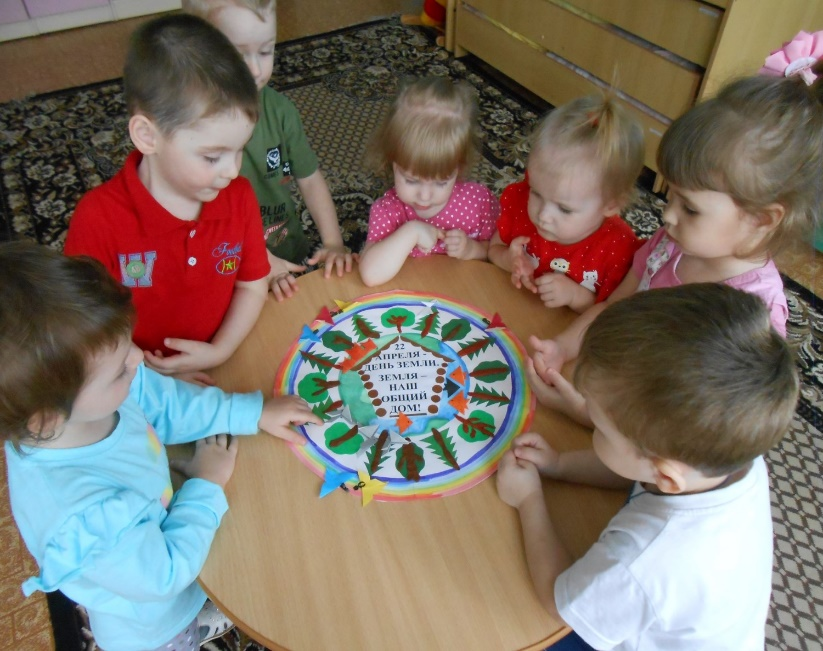 22
АПРЕЛЯ -
ДЕНЬ ЗЕМЛИ.
ЗЕМЛЯ –
НАШ
ОБЩИЙ
ДОМ!
W